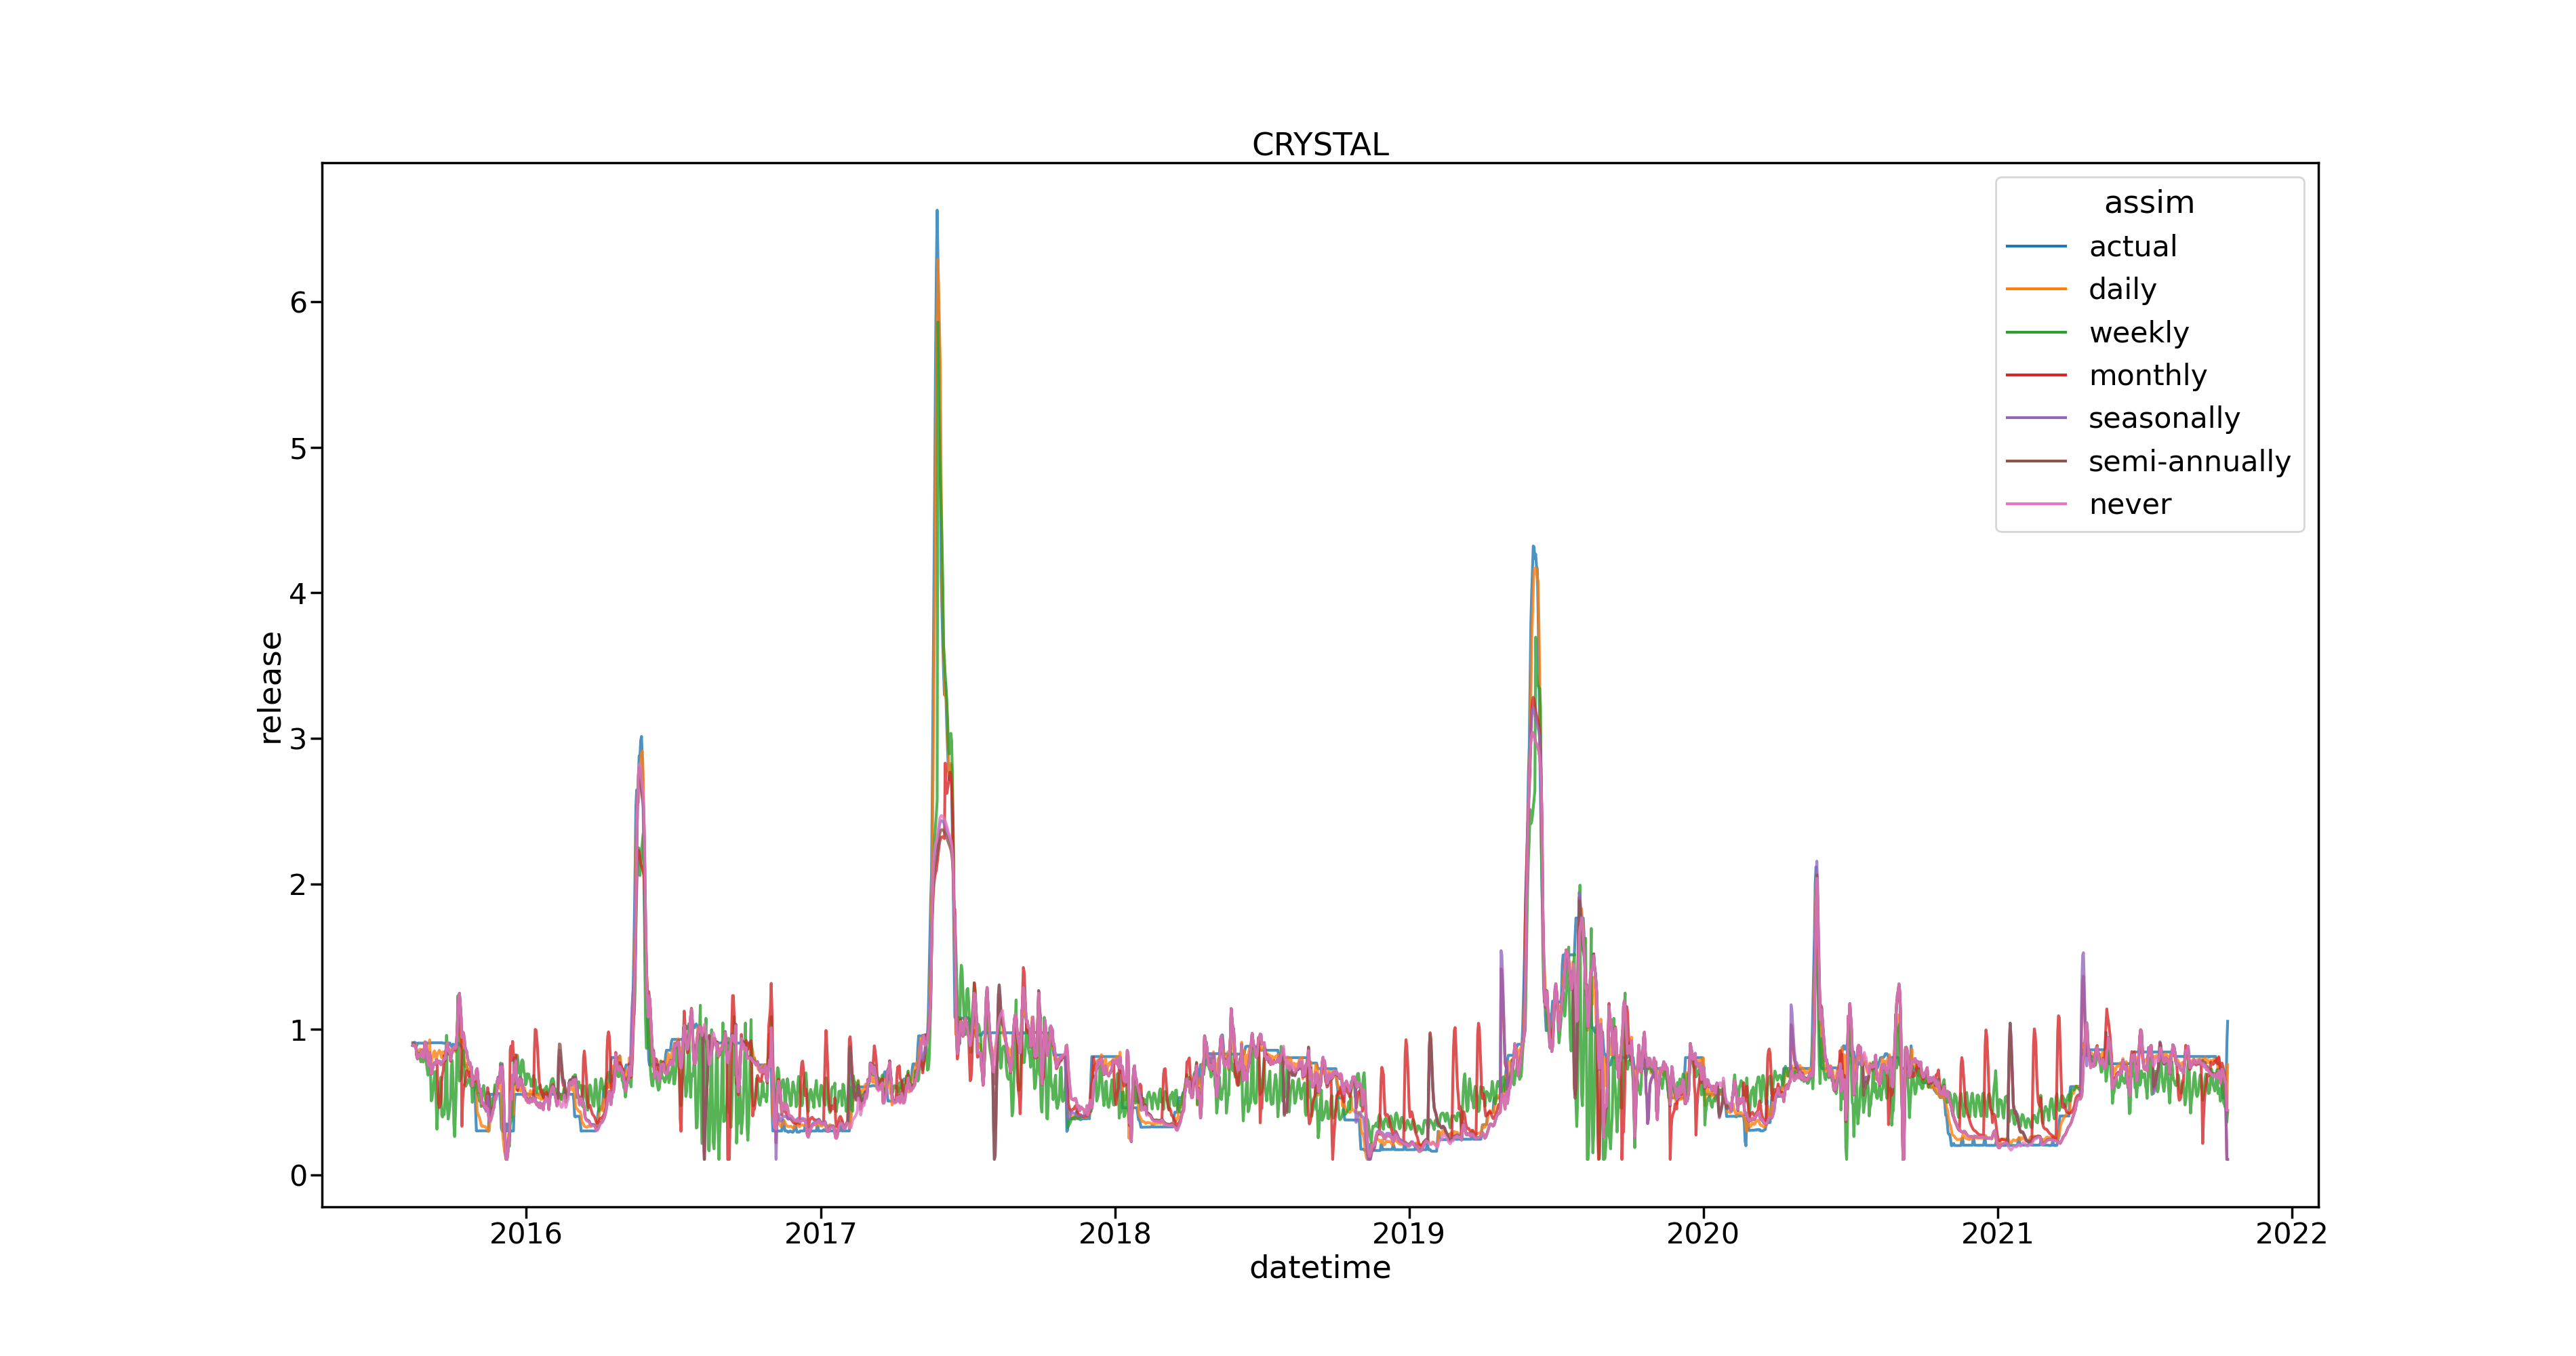 CRYSTAL
assim
actual
daily
weekly
monthly
seasonally
semi-annually
never
release
6
5
4
3
2
1
0
2016 2017 2018 2019 2020 2021 2022
datetime